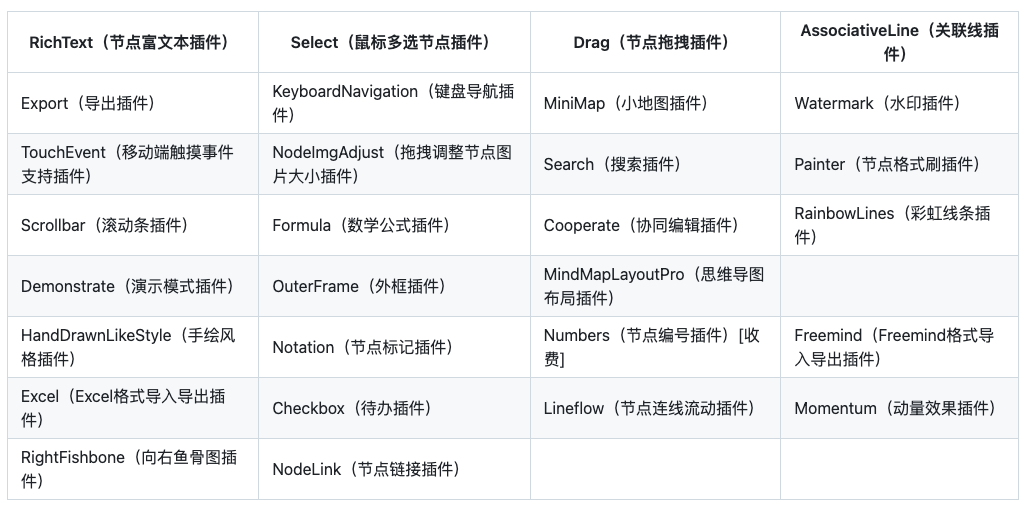 RichText（节点富文本插件）
Select（鼠标多选节点插件）
Drag（节点拖拽插件）
AssociativeLine（关联线插
件）
Export（导出插件）
KeyboardNavigation（键盘导航插
件）
MiniMap（小地图插件）
Watermark（水印插件）
TouchEvent（移动端触摸事件
支持插件）
NodeImgAdjust（拖拽调整节点图
片大小插件）
Search（搜索插件）
Painter（节点格式刷插件）
Scrollbar（滚动条插件）
Formula（数学公式插件）
Cooperate（协同编辑插件）
RainbowLines（彩虹线条插
件）
Demonstrate（演示模式插件）
OuterFrame（外框插件）
MindMapLayoutPro（思维导图
布局插件）
HandDrawnLikeStyle（手绘风
格插件）
Notation（节点标记插件）
Numbers（节点编号插件）[收
费]
Freemind（Freemind格式导
入导出插件）
Excel（Excel格式导入导出插
件）
Checkbox（待办插件）
Lineflow（节点连线流动插件）
Momentum（动量效果插件）
RightFishbone（向右鱼骨图插
件）
NodeLink（节点链接插件）